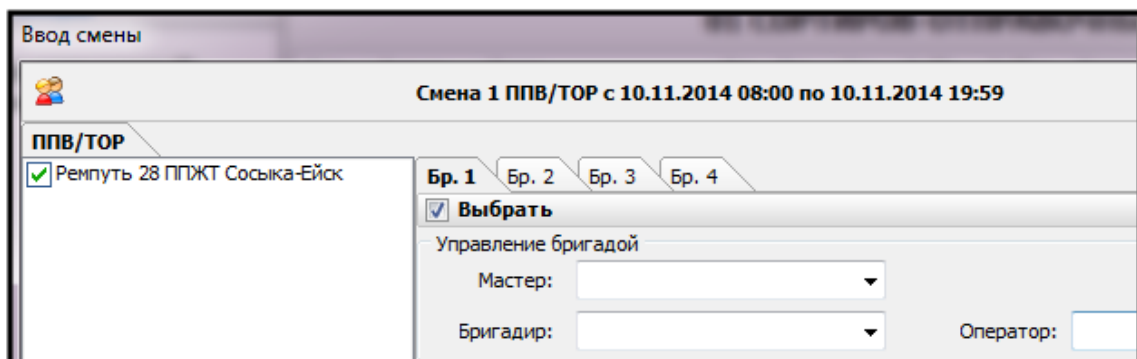 Ввод смены
Смена 1 ППВ/ТОР с 10.11.2014 08:00 по 10.11.2014 19:59
ППВ/ТОР
Ремпуть 28 ППЖТ Сосыка-Ейск
Бр. 1 Бр. 2 Бр. 3 Бр. 4
Выбрать
Управление бригадой
Мастер:
Бригадир: Оператор: